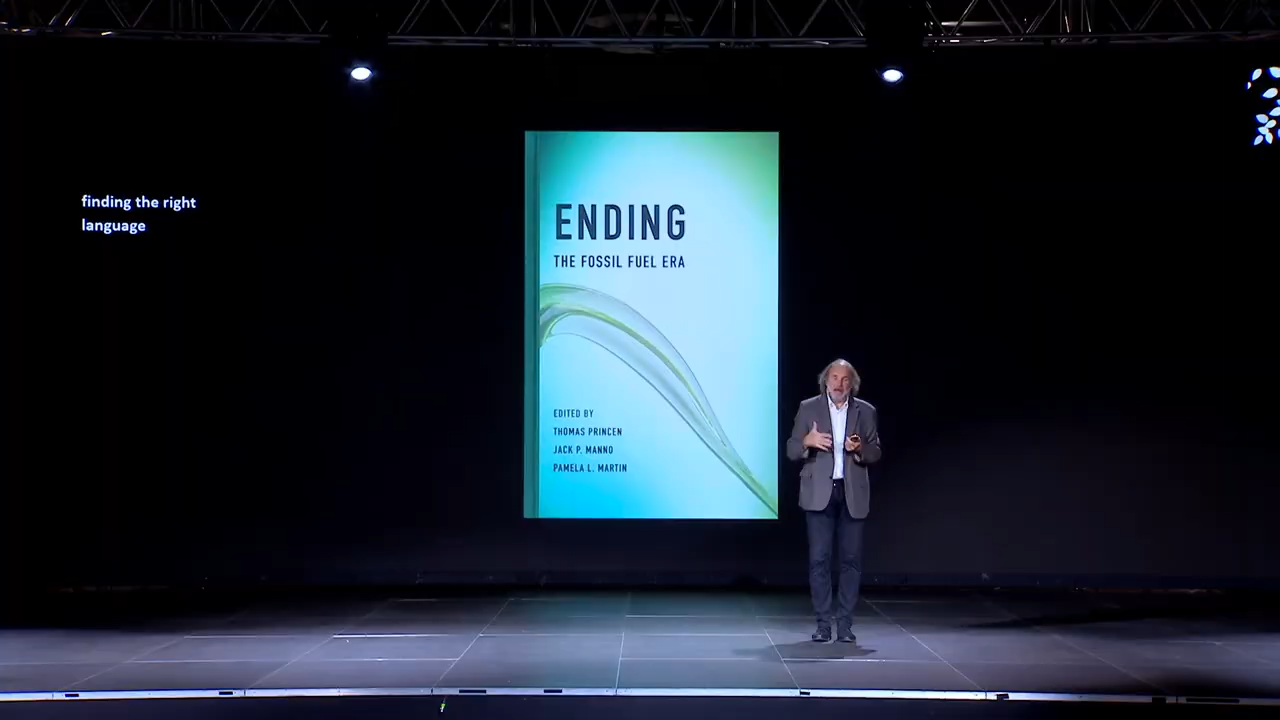 finding the right
language
ENDING
THE FOSSIL FUEL ERA
EDITED BY
THOMAS PRINCEN
JACK P. MANNO
PAMELA L. MARTIN